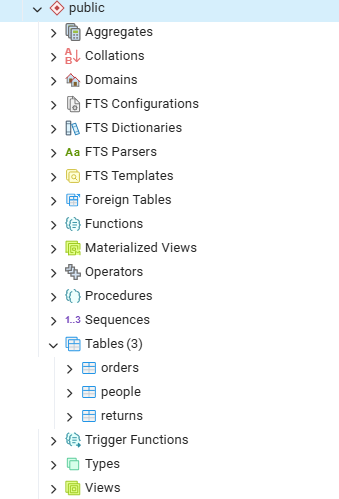 public
Aggregates
Collations
Domains
FTS Configurations
FTS Dictionaries
Aa FTS Parsers
FTS Templates
Foreign Tables
Functions
Materialized Views
Operators
Procedures
1..3 Sequences
Tables (3)
orders
people
returns
Trigger Functions
Types
Views